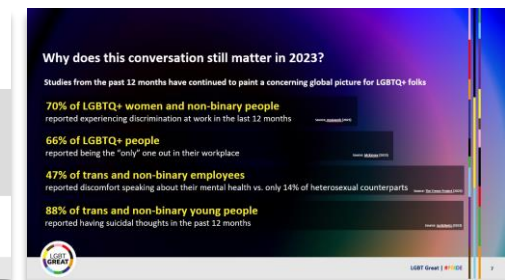 Why does this conversation still matter in 2023?
Studies from the past 12 months have continued to paint a concerning global picture for LGBTQ+ folks
70% of LGBTQ+ women and non-binary people
reported experiencing discrimination at work in the last 12 months
66% of LGBTQ+ people
reported being the "only" one out in their workplace
47% of trans and non-binary employees
reported discomfort speaking about their mental health vs. only 14% of heterosexual counterparts
88% of trans and non-binary young people
reported having suicidal thoughts in the past 12 months
LGBT
GREAT
LGBT Great |